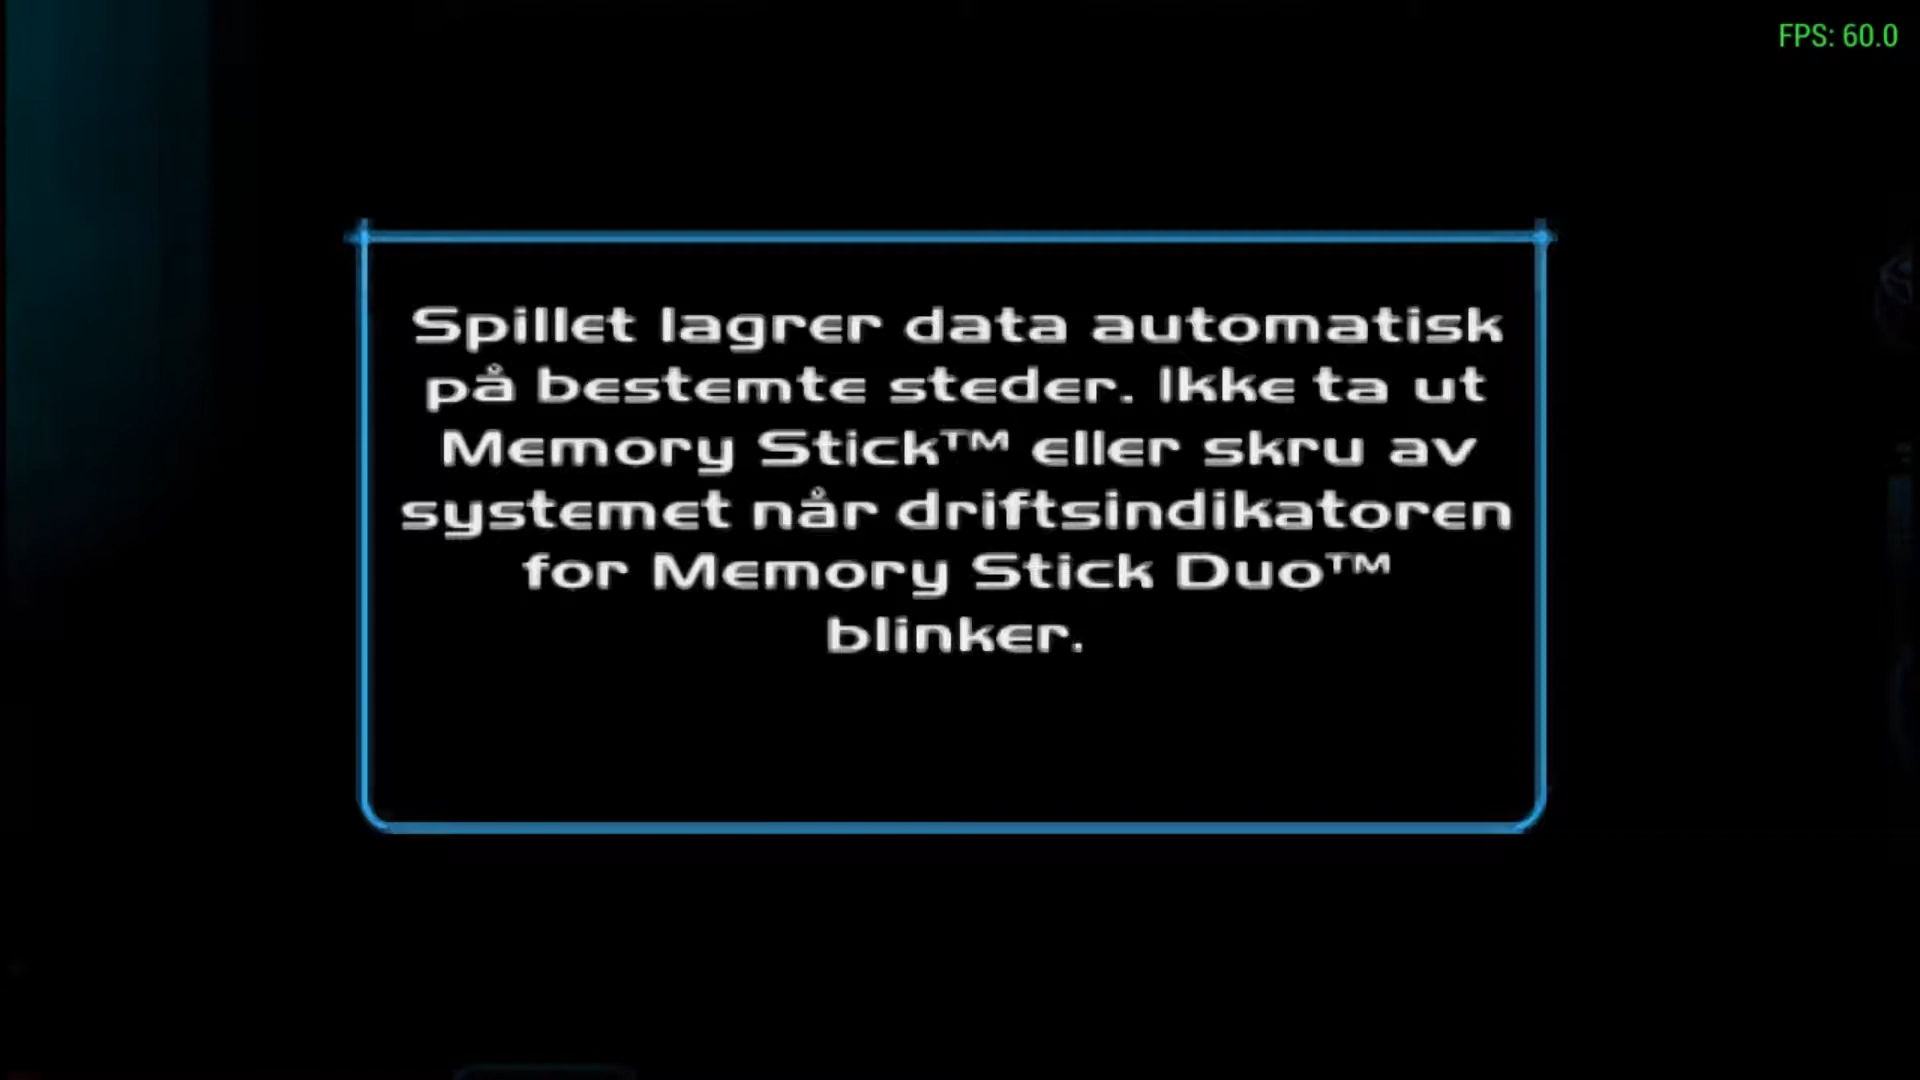 FPS: 60.0
Spillet lagrer data automatisk
på bestemte steder. Ikke ta ut
Memory Stick™ eller skru av
systemet når driftsindikatoren
for Memory Stick Duo™
blinker.